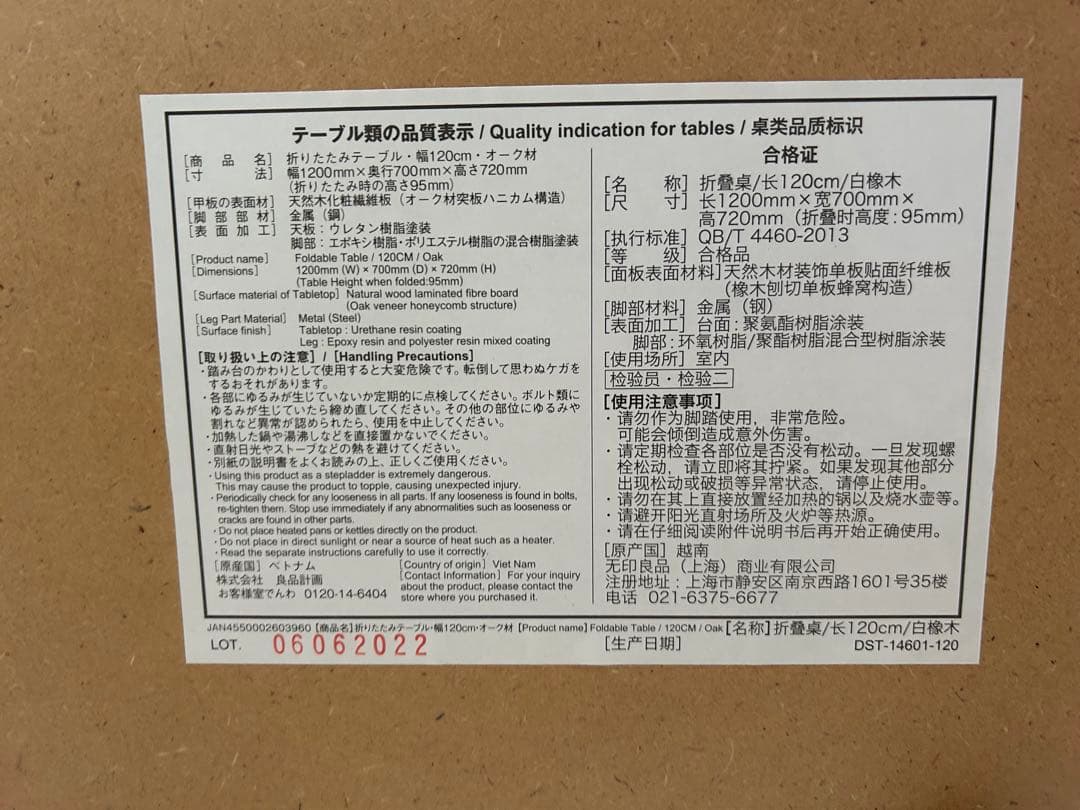 テーブル類の品質表示 / Quality indication for tables / 桌类品质标识
[商品名] 折りたたみテーブル・幅120cm・オーク材
[寸法] 幅1200mm×奥行700mm×高さ720mm
(折りたたみ時の高さ95mm)
[甲板の表面材] 天然木化粧繊維板（オーク材突板ハニカム構造）
[脚部部材] 金属（鋼）
[表面加工] 天板：ウレタン樹脂塗装
脚部：エポキシ樹脂・ポリエステル樹脂の混合樹脂塗装
[Product name] Foldable Table / 120CM / Oak
[Dimensions] 1200mm (W) × 700mm (D) × 720mm (H)
(Table Height when folded:95mm)
[Surface material of Tabletop] Natural wood laminated fibre board
(Oak veneer honeycomb structure)
[Leg Part Material] Metal (Steel)
[Surface finish] Tabletop : Urethane resin coating
Leg : Epoxy resin and polyester resin mixed coating
[取り扱い上の注意] / [Handling Precautions]
・踏み台のかわりとして使用すると大変危険です。転倒して思わぬケガを
するおそれがあります。
・各部にゆるみが生じていないか定期的に点検してください。ボルト類に
ゆるみが生じていたら締め直してください。その他の部位にゆるみや
割れなど異常が認められたら、使用を中止してください。
・加熱した鍋や湯沸しなどを直接置かないでください。
・直射日光やストーブなどの熱を避けてください。
・別紙の説明書をよくお読みの上、正しくご使用ください。
・Using this product as a stepladder is extremely dangerous.
This may cause the product to topple, causing unexpected injury.
・Periodically check for any looseness in all parts. If any looseness is found in bolts,
re-tighten them. Stop use immediately if any abnormalities such as looseness or
cracks are found in other parts.
・Do not place heated pans or kettles directly on the product.
・Do not place in direct sunlight or near a source of heat such as a heater.
・Read the separate instructions carefully to use it correctly.
[原産国] ベトナム
株式会社 良品計画
お客様室でんわ 0120-14-6404
[Country of origin] Viet Nam
[Contact Information] For your inquiry
about the product, please contact the
store where you purchased it.
合格证
[名称] 折叠桌/长120cm/白橡木
[尺寸] 长1200mm×宽700mm×
高720mm（折叠时高度:95mm）
[执行标准] QB/T 4460-2013
[等级] 合格品
[面板表面材料]天然木材装饰单板贴面纤维板
（橡木刨切单板蜂窝构造）
[脚部材料] 金属（钢）
[表面加工] 台面:聚氨酯树脂涂装
脚部:环氧树脂/聚酯树脂混合型树脂涂装
[使用场所] 室内
检验员・检验二
[使用注意事项]
・请勿作为脚踏使用，非常危险。
可能会倾倒造成意外伤害。
・请定期检查各部位是否没有松动。一旦发现螺
栓松动，请立即将其拧紧。如果发现其他部分
出现松动或破损等异常状态，请停止使用。
・请勿在其上直接放置经加热的锅以及烧水壶等。
・请避开阳光直射场所及火炉等热源。
・请在仔细阅读附件说明书后再开始正确使用。
[原产国] 越南
无印良品（上海）商业有限公司
注册地址:上海市静安区南京西路1601号35楼
电话 021-6375-6677
JAN4550002603960 [商品名]折りたたみテーブル・幅120cm・オーク材 [Product name] Foldable Table / 120CM / Oak [名称]折叠桌/长120cm/白橡木
LOT. 06062022 [生产日期] DST-14601-120